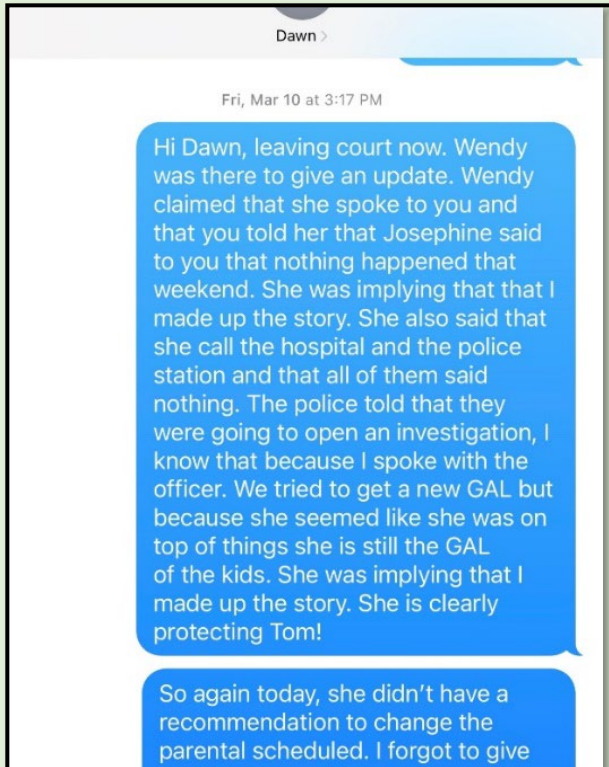 Dawn >
Fri, Mar 10 at 3:17 PM
Hi Dawn, leaving court now. Wendy
was there to give an update. Wendy
claimed that she spoke to you and
that you told her that Josephine said
to you that nothing happened that
weekend. She was implying that that I
made up the story. She also said that
she call the hospital and the police
station and that all of them said
nothing. The police told that they
were going to open an investigation, I
know that because I spoke with the
officer. We tried to get a new GAL but
because she seemed like she was on
top of things she is still the GAL
of the kids. She was implying that I
made up the story. She is clearly
protecting Tom!
So again today, she didn’t have a
recommendation to change the
parental scheduled. I forgot to give